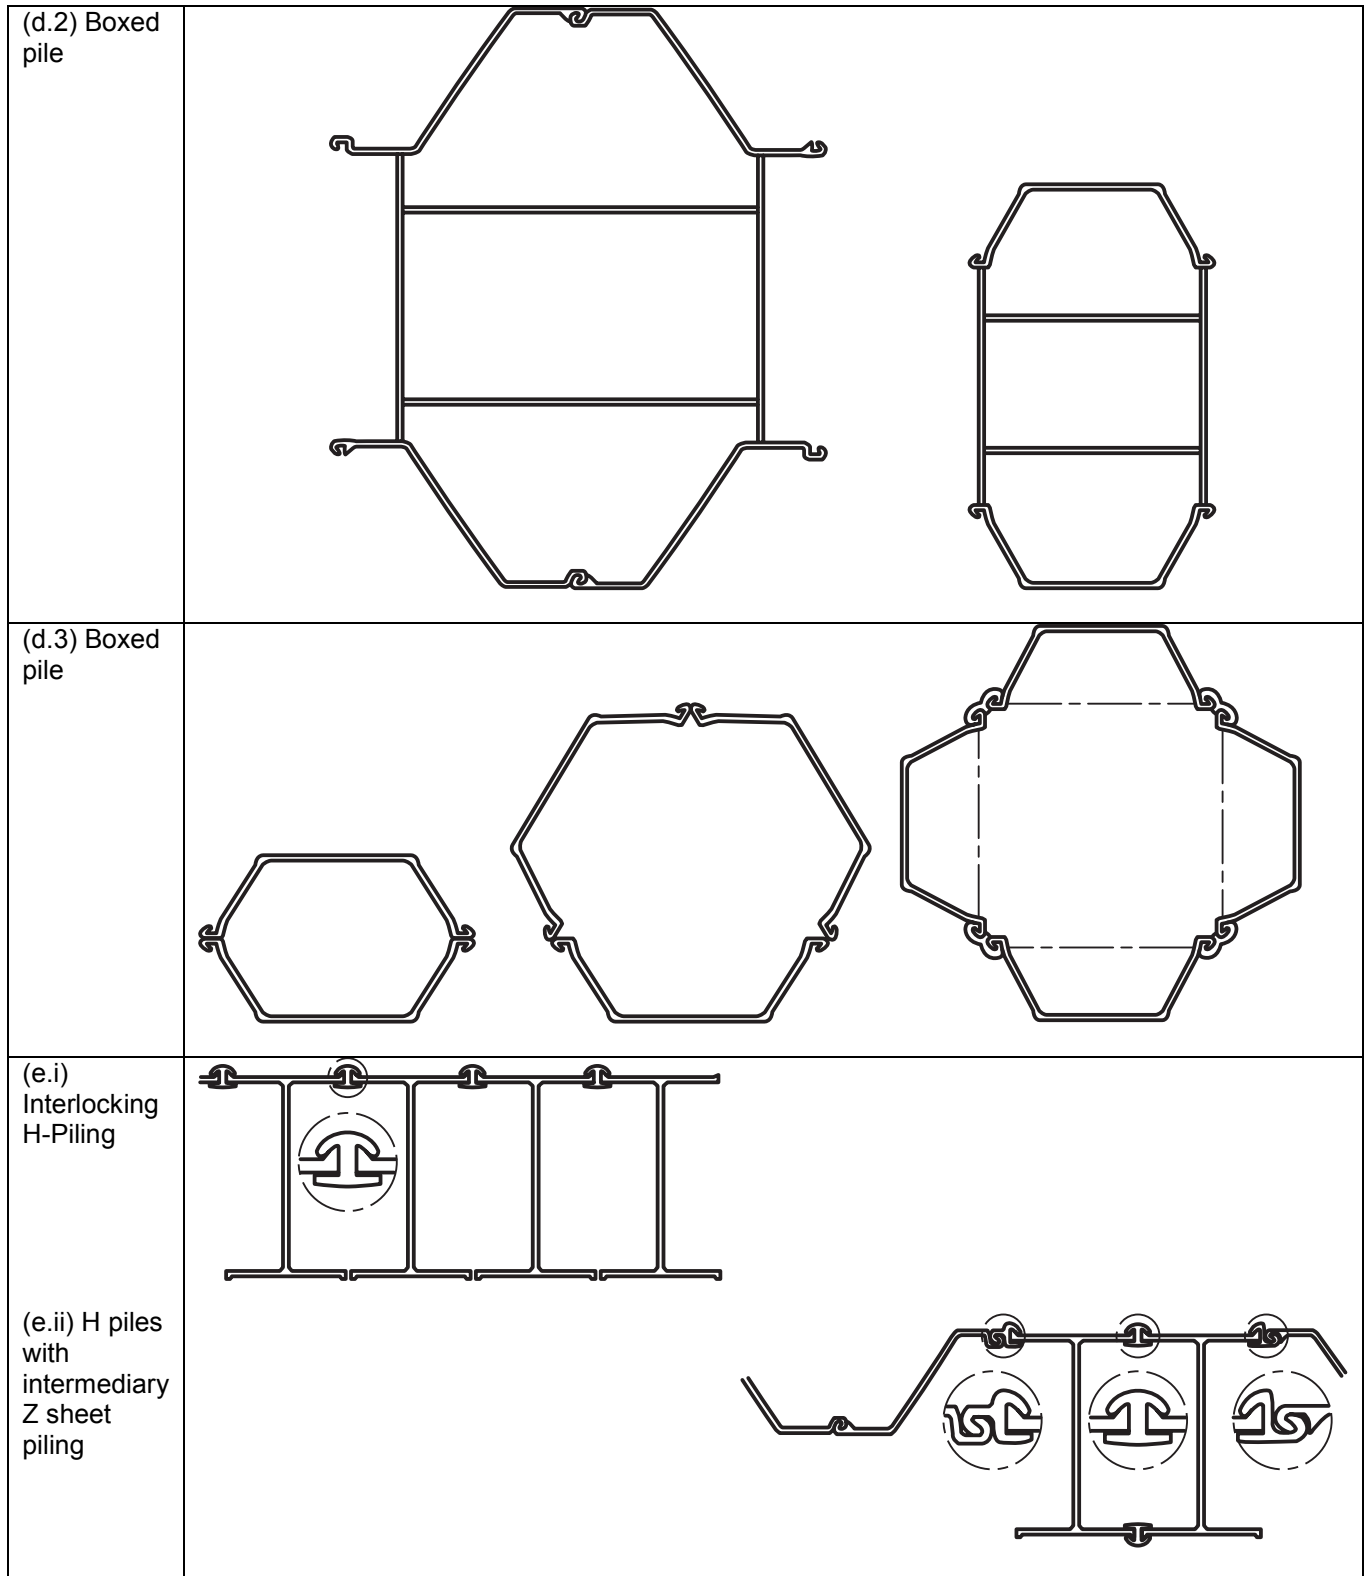 (d.2) Boxed
pile
(d.3) Boxed
pile
(e.i)
Interlocking
H-Piling
(e.ii) H piles
with
intermediary
Z sheet
piling